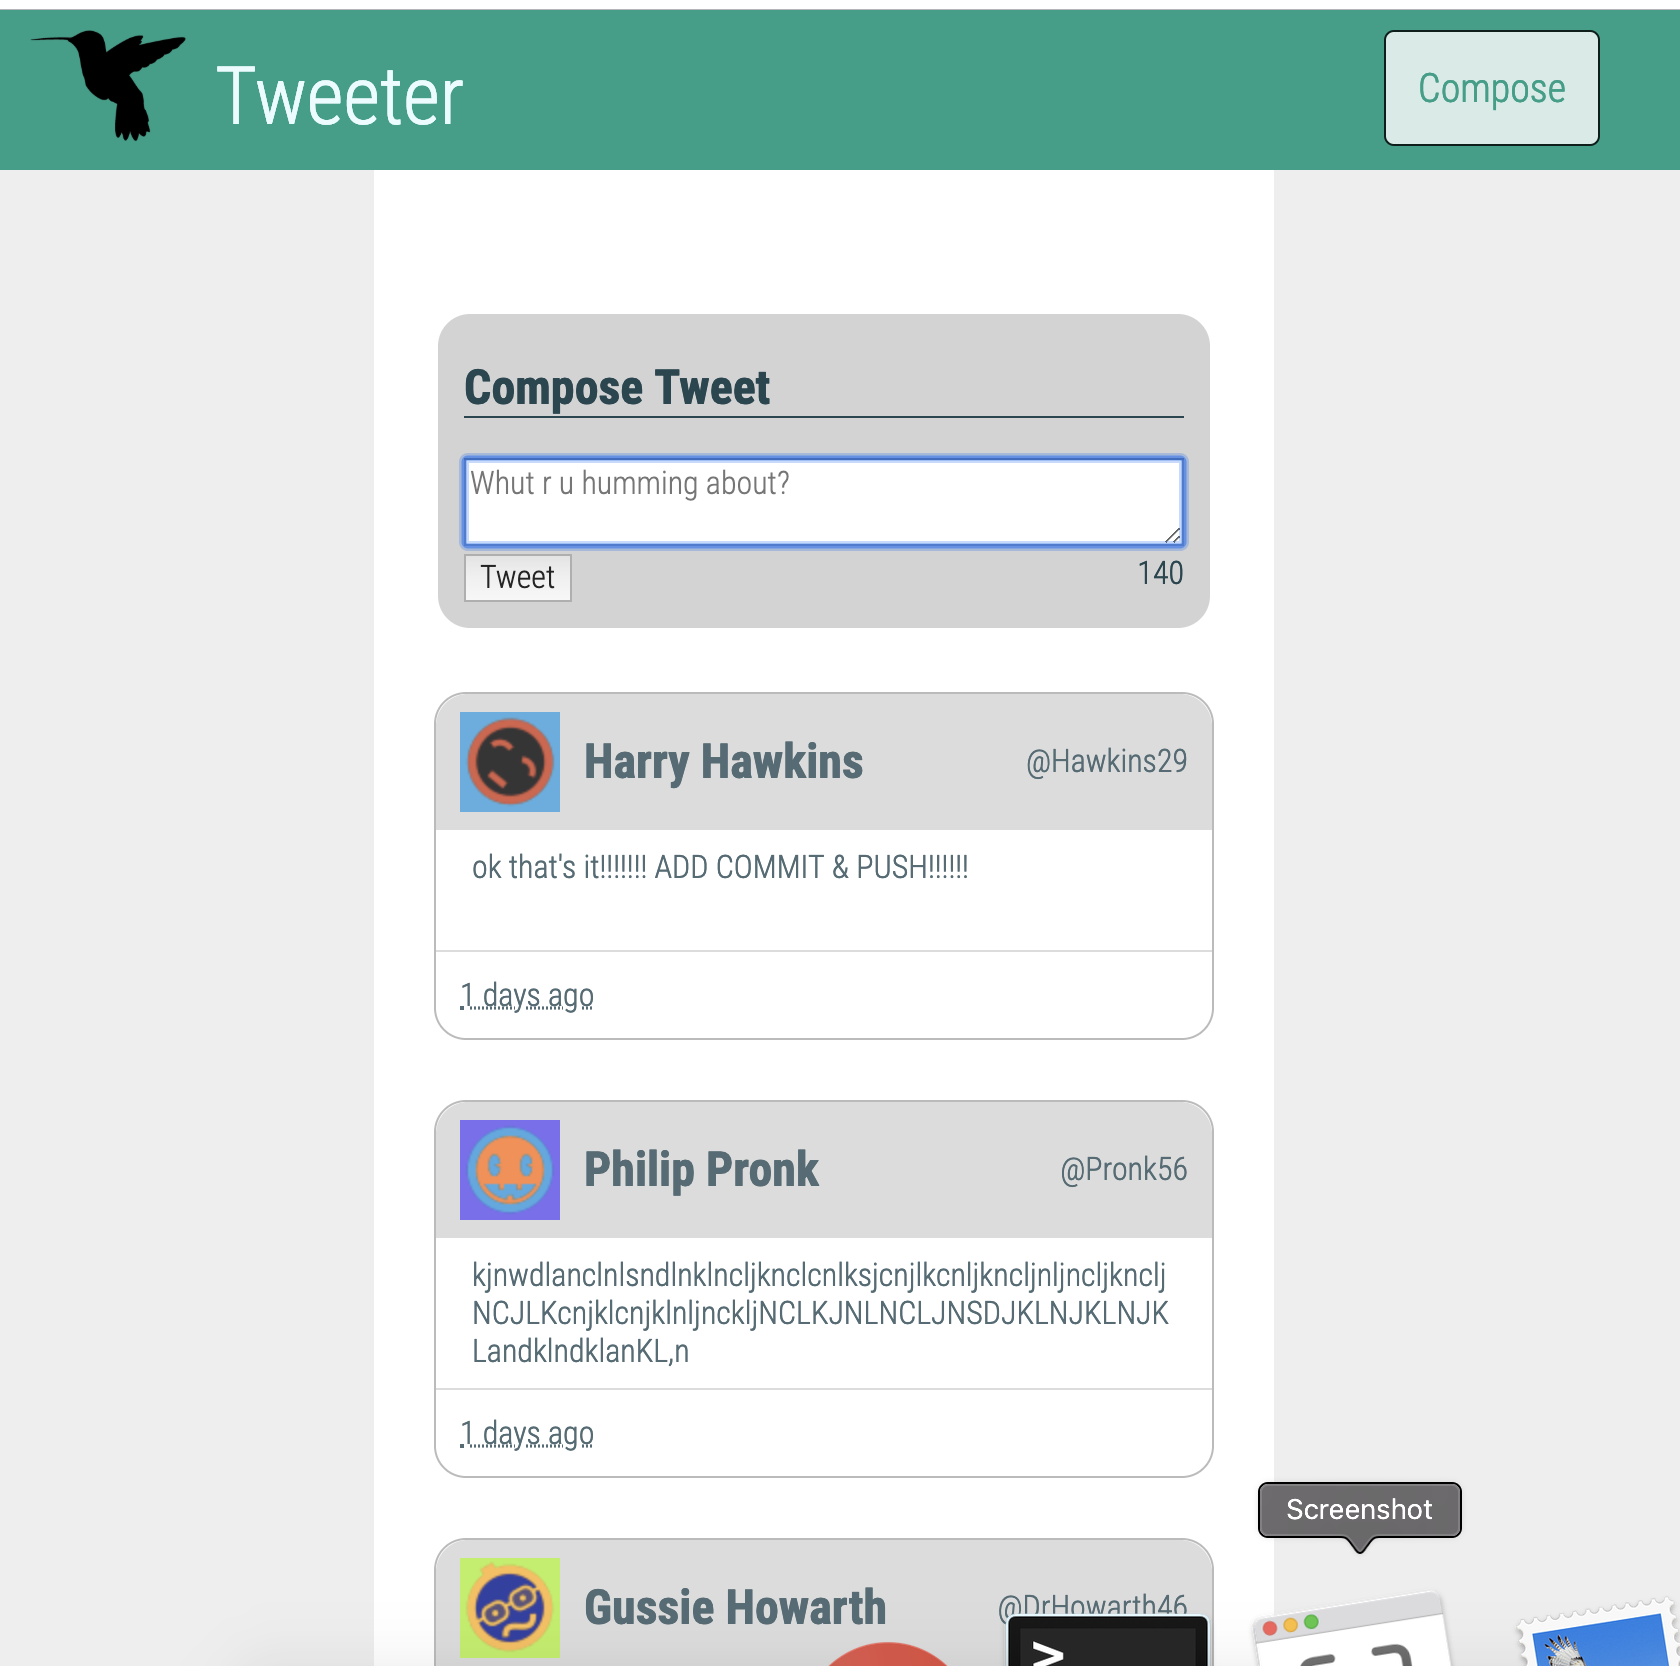 Tweeter
Compose
Compose Tweet
Whut r u humming about?
Tweet
140
Harry Hawkins
@Hawkins29
ok that's it!!!!!!! ADD COMMIT & PUSH!!!!!!
1 days ago
Philip Pronk
@Pronk56
kjnwdlanclnlsndlnklncljknclcnlksjcnjlkcnljkncljnljncljknclj
NCJLKcnjklcnjklnljnckljNCLKJNLNCLJNSDJKLNJKLNJK
LandklndklanKL,n
1 days ago
Screenshot
Gussie Howarth
@DrHowarth46